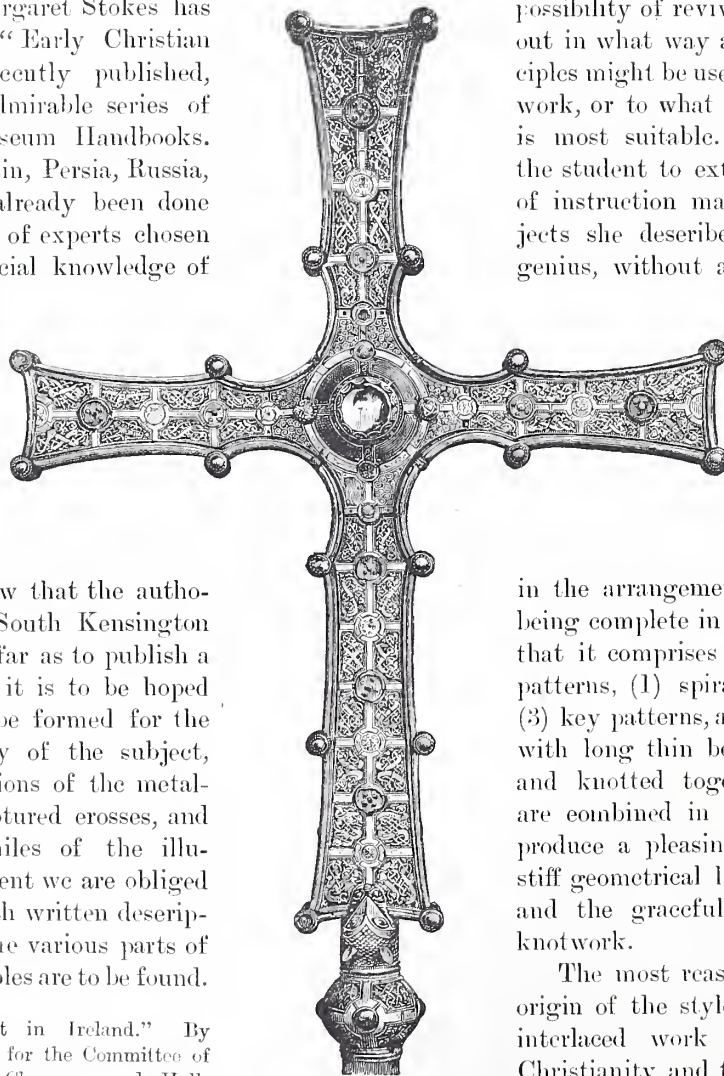 rgaret Stokes has
“Early Christian
cently published,
lmirable series of
seum Handbooks.
in, Persia, Russia,
already been done
of experts chosen
cial knowledge of
w that the autho-
South Kensington
far as to publish a
it is to be hoped
be formed for the
y of the subject,
ions of the metal-
ptured crosses, and
iles of the illu-
ent we are obliged
h written descrip-
e various parts of
ples are to be found.
t in Ireland.” By
for the Committee of
possibility of reviv
out in what way a
ciples might be use
work, or to what
is most suitable.
the student to ext
of instruction ma
jects she describe
genius, without a
in the arrangeme
being complete in
that it comprises
patterns, (1) spira
(3) key patterns, a
with long thin be
and knotted toge
are combined in
produce a pleasin
stiff geometrical l
and the graceful
knotwork.
The most reas
origin of the style
interlaced work
Christianity and